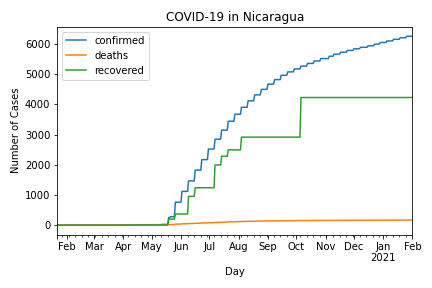 COVID-19 in Nicaragua
confirmed
deaths
recovered
Number of Cases
6000
5000
4000
3000
2000
1000
0
Feb Mar Apr May Jun Jul Aug Sep Oct Nov Dec Jan Feb
2021
Day